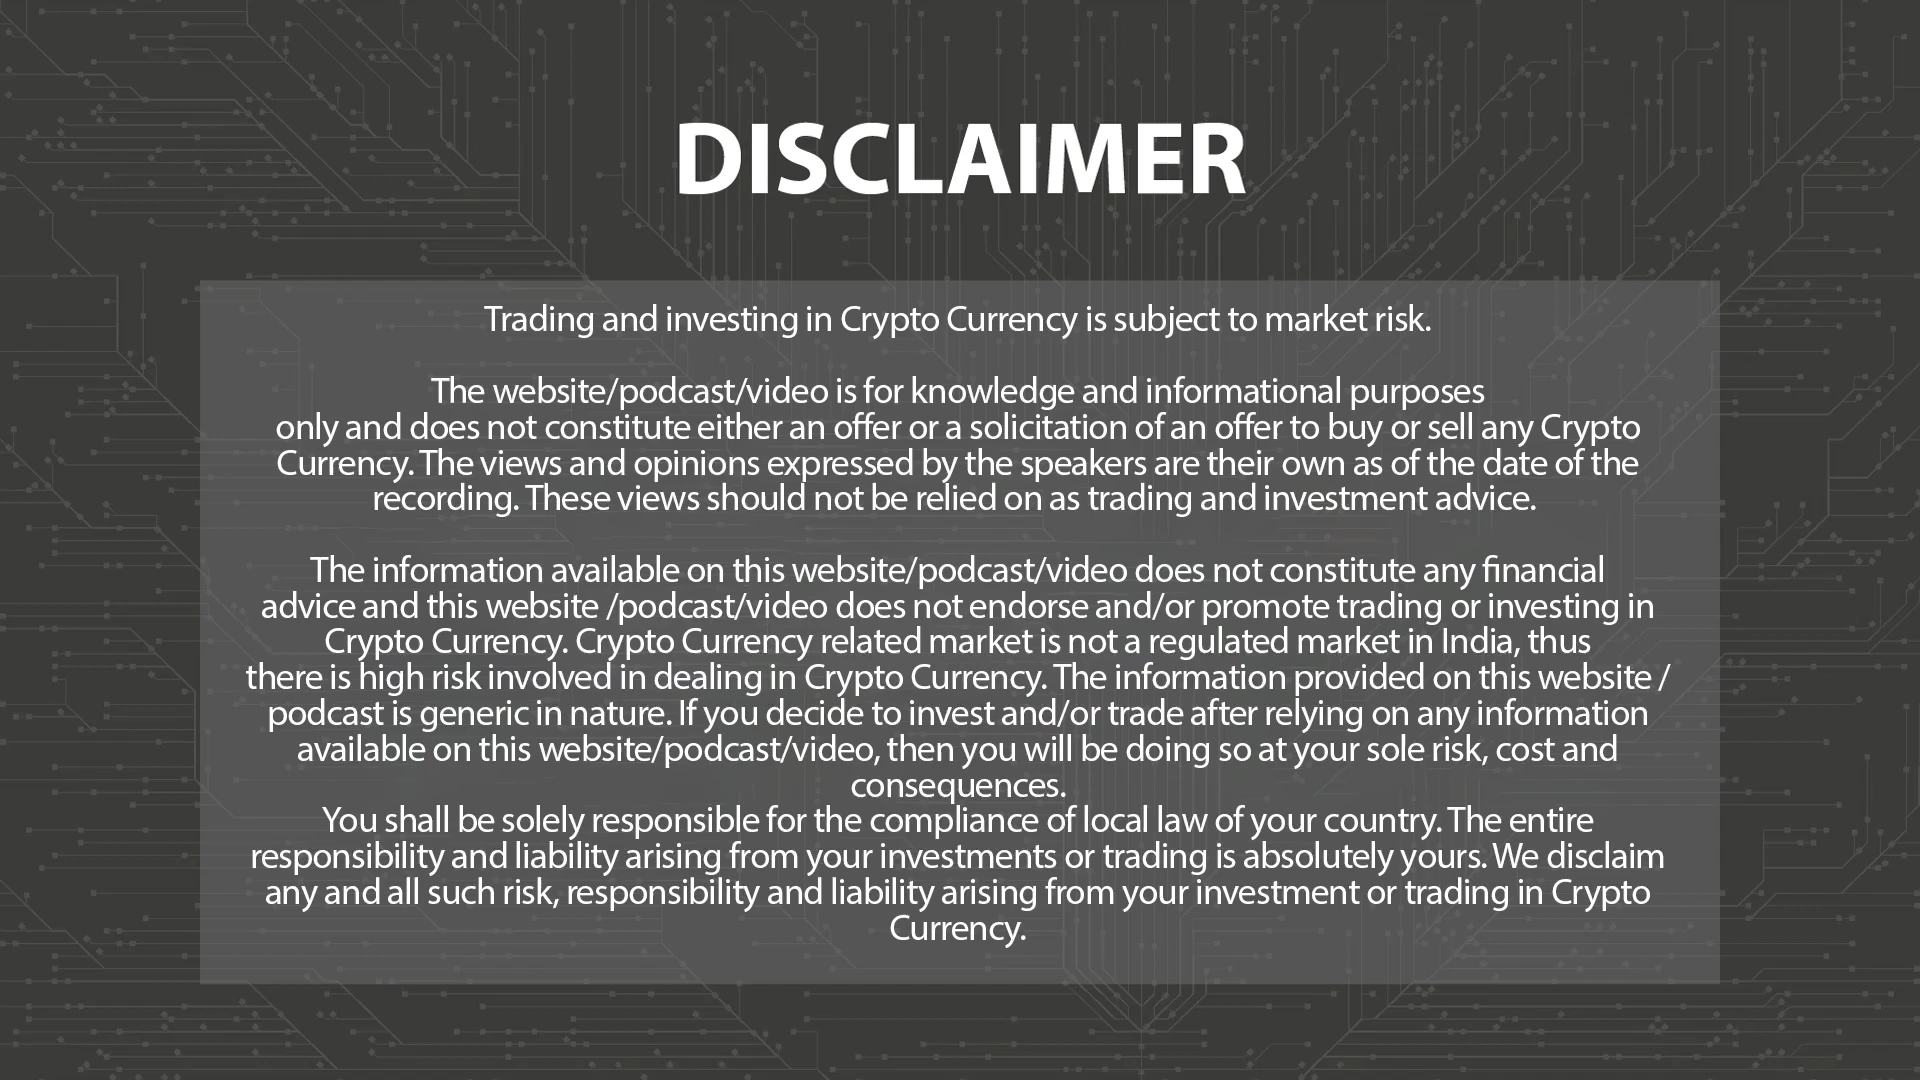 DISCLAIMER
Trading and investing in Crypto Currency is subject to market risk.
The website/podcast/video is for knowledge and informational purposes
only and does not constitute either an offer or a solicitation of an offer to buy or sell any Crypto
Currency. The views and opinions expressed by the speakers are their own as of the date of the
recording. These views should not be relied on as trading and investment advice.
The information available on this website/podcast/video does not constitute any financial
advice and this website /podcast/video does not endorse and/or promote trading or investing in
Crypto Currency. Crypto Currency related market is not a regulated market in India, thus
there is high risk involved in dealing in Crypto Currency. The information provided on this website /
podcast is generic in nature. If you decide to invest and/or trade after relying on any information
available on this website/podcast/video, then you will be doing so at your sole risk, cost and
consequences.
You shall be solely responsible for the compliance of local law of your country. The entire
responsibility and liability arising from your investments or trading is absolutely yours. We disclaim
any and all such risk, responsibility and liability arising from your investment or trading in Crypto
Currency.